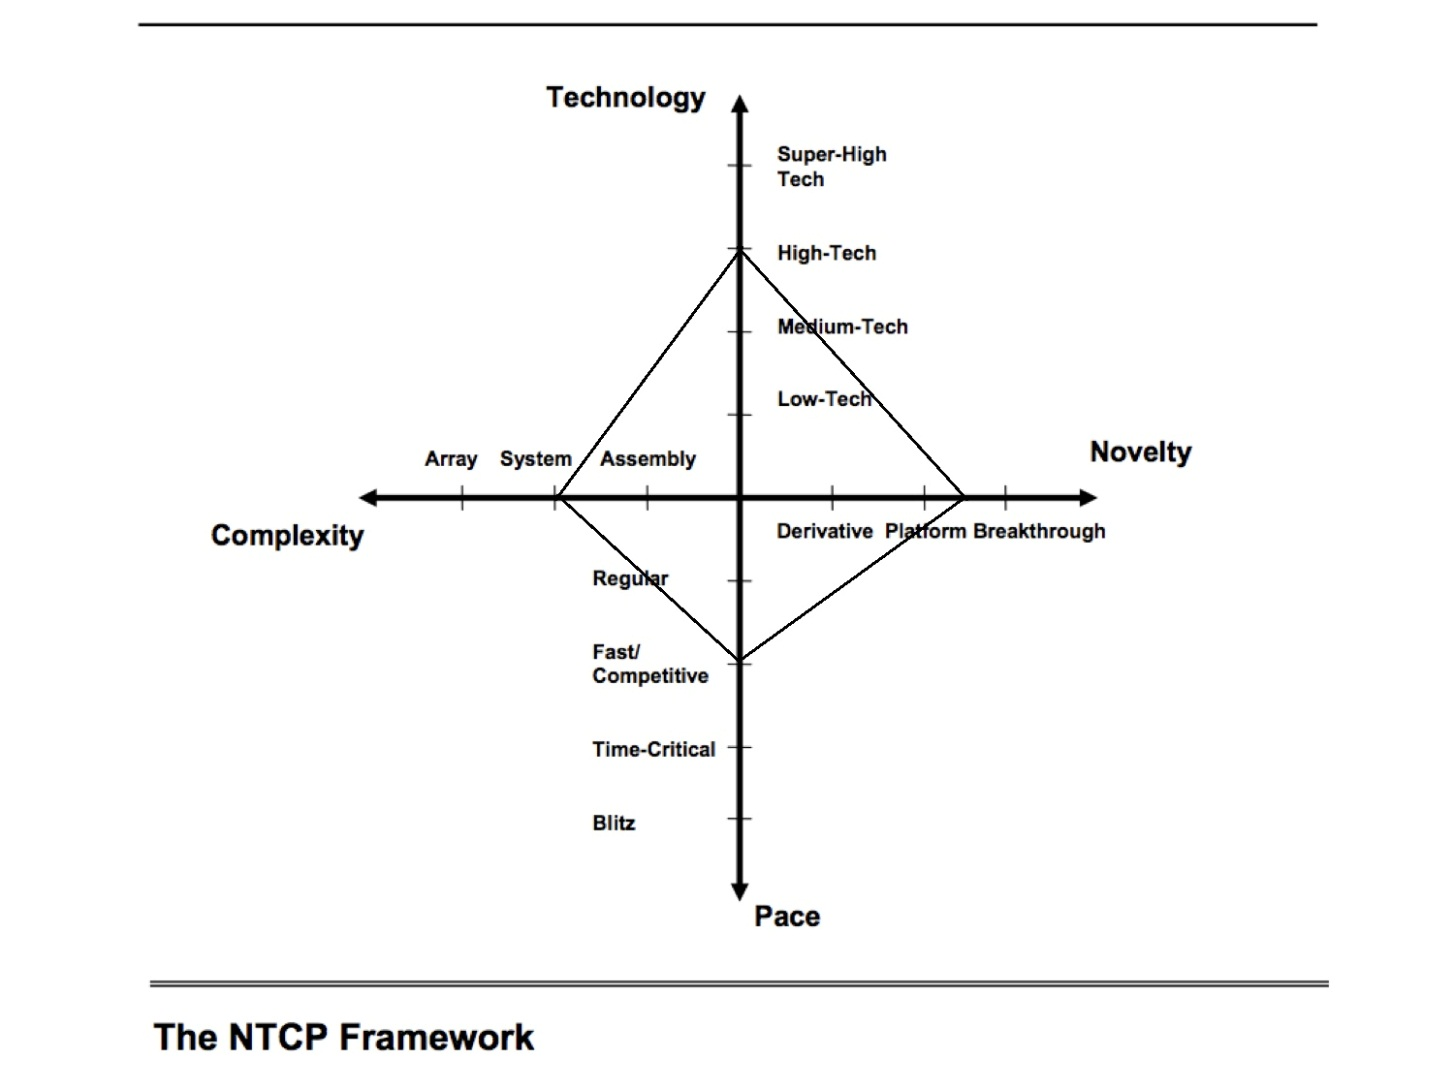 Technology
Super-High
Tech
High-Tech
Medium-Tech
Low-Tech
Novelty
Array System Assembly
Derivative Platform Breakthrough
Complexity
Regular
Fast/
Competitive
Time-Critical
Blitz
Pace
The NTCP Framework